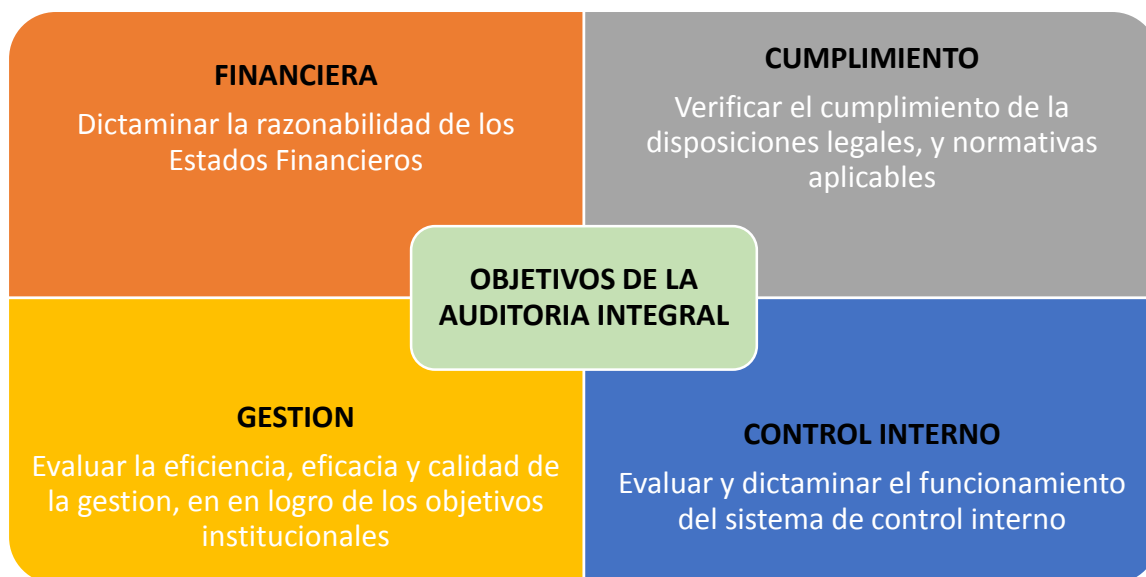 FINANCIERA
Dictaminar la razonabilidad de los
Estados Financieros
CUMPLIMIENTO
Verificar el cumplimiento de la
disposiciones legales, y normativas
aplicables
OBJETIVOS DE LA
AUDITORIA INTEGRAL
GESTION
Evaluar la eficiencia, eficacia y calidad de
la gestion, en en logro de los objetivos
institucionales
CONTROL INTERNO
Evaluar y dictaminar el funcionamiento
del sistema de control interno